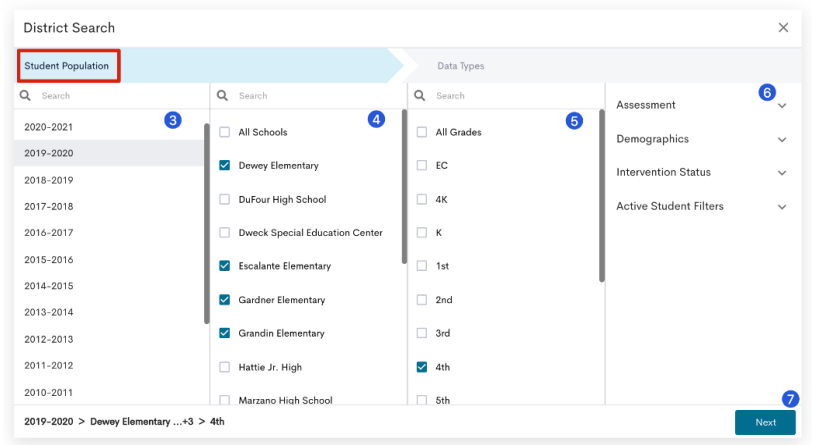 District Search
Student Population
Data Types
Search
3
2020-2021
2019-2020
2018-2019
2017-2018
2016-2017
2015-2016
2014-2015
2013-2014
2012-2013
2011-2012
2010-2011
Search
4
All Schools
Dewey Elementary
DuFour High School
Dweck Special Education Center
Escalante Elementary
Gardner Elementary
Grandin Elementary
Hattie Jr. High
Marzano High School
Search
5
All Grades
EC
4K
K
1st
2nd
3rd
4th
5th
6
Assessment
Demographics
Intervention Status
Active Student Filters
7
2019-2020 > Dewey Elementary ...+3 > 4th
Next